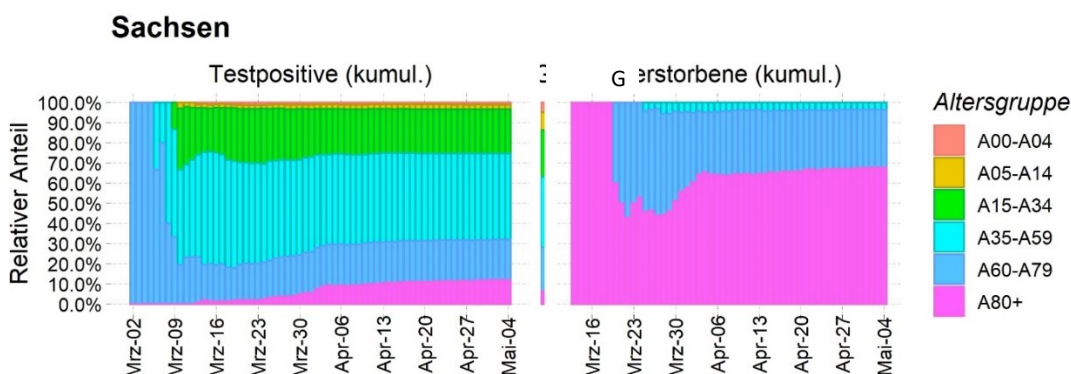 Sachsen
Testpositive (kumul.)
G erstorbene (kumul.)
Relativer Anteil
100.0%
90.0%
80.0%
70.0%
60.0%
50.0%
40.0%
30.0%
20.0%
10.0%
0.0%
Mrz-02
Mrz-09
Mrz-16
Mrz-23
Mrz-30
Apr-06
Apr-13
Apr-20
Apr-27
Mai-04
Mrz-16
Mrz-23
Mrz-30
Apr-06
Apr-13
Apr-20
Apr-27
Mai-04
Altersgruppe
A00-A04
A05-A14
A15-A34
A35-A59
A60-A79
A80+